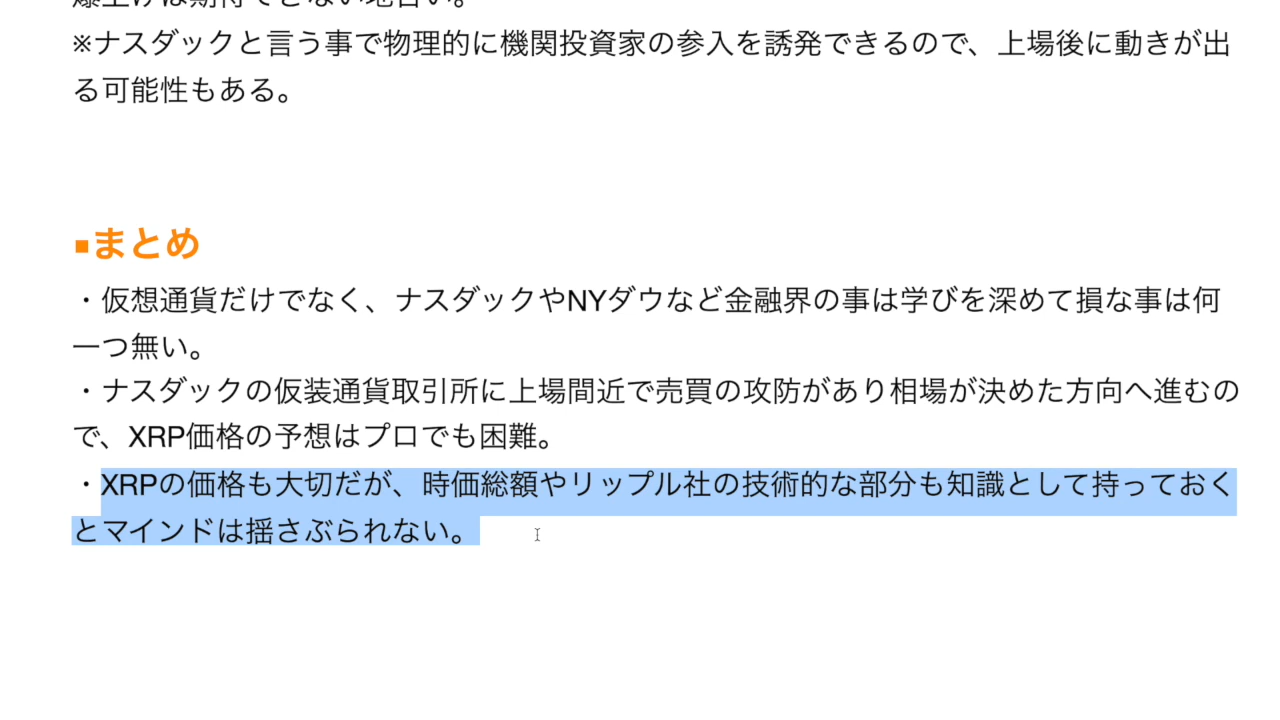 ※ナスダックと言う事で物理的に機関投資家の参入を誘発できるので、上場後に動きが出
る可能性もある。
▪まとめ
・仮想通貨だけでなく、ナスダックやNYダウなど金融界の事は学びを深めて損な事は何
一つ無い。
・ナスダックの仮装通貨取引所に上場間近で売買の攻防があり相場が決めた方向へ進むの
で、XRP価格の予想はプロでも困難。
・XRPの価格も大切だが、時価総額やリップル社の技術的な部分も知識として持っておく
とマインドは揺さぶられない。